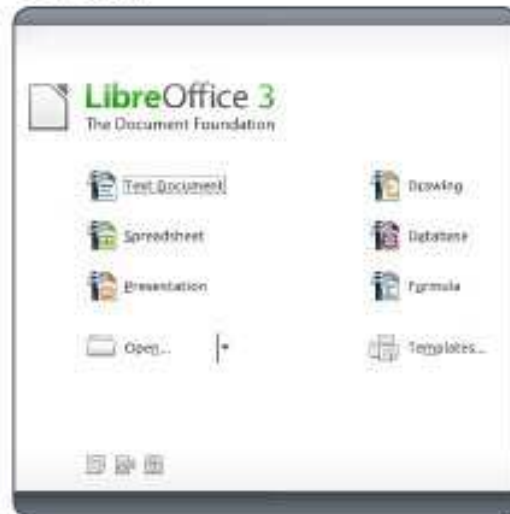 LibreOffice 3
The Document Foundation
Text Document
Drawing
Spreadsheet
Database
Presentation
Formula
Open...
Templates...